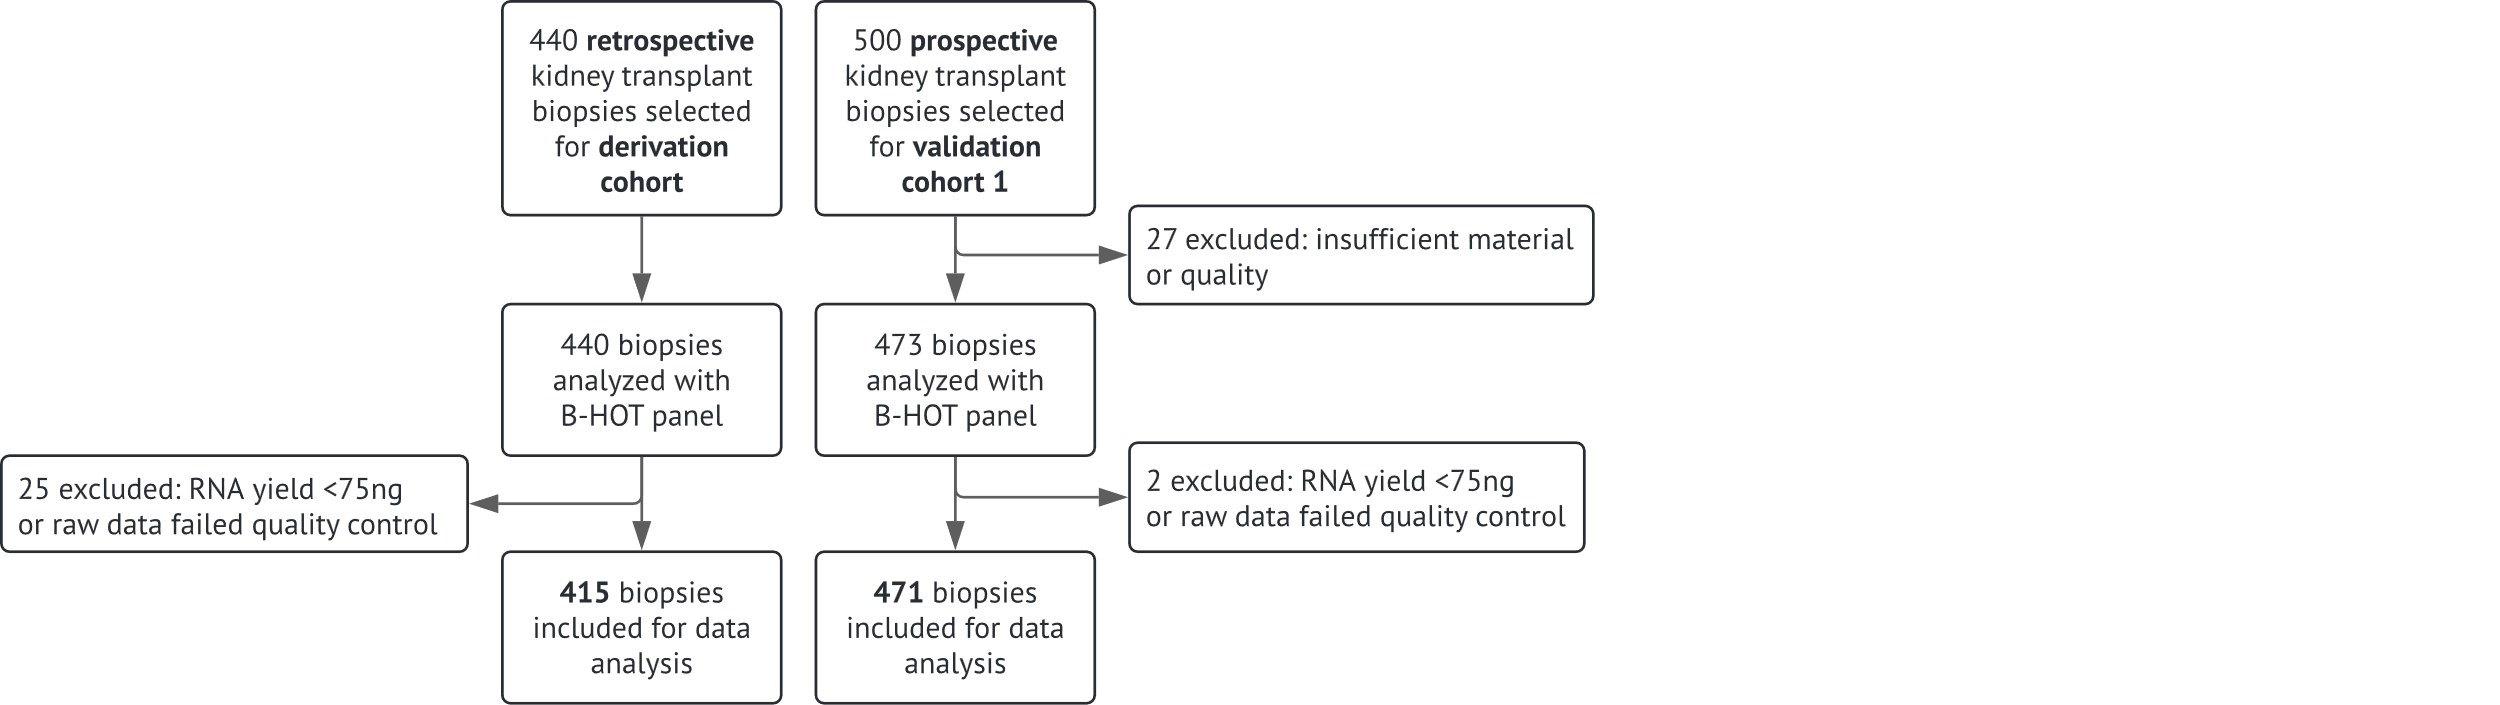 440 retrospective
kidney transplant
biopsies selected
for derivation
cohort
500 prospective
kidney transplant
biopsies selected
for validation
cohort 1
27 excluded: insufficient material
or quality
440 biopsies
analyzed with
B-HOT panel
473 biopsies
analyzed with
B-HOT panel
25 excluded: RNA yield <75ng
or raw data failed quality control
2 excluded: RNA yield <75ng
or raw data failed quality control
415 biopsies
included for data
analysis
471 biopsies
included for data
analysis